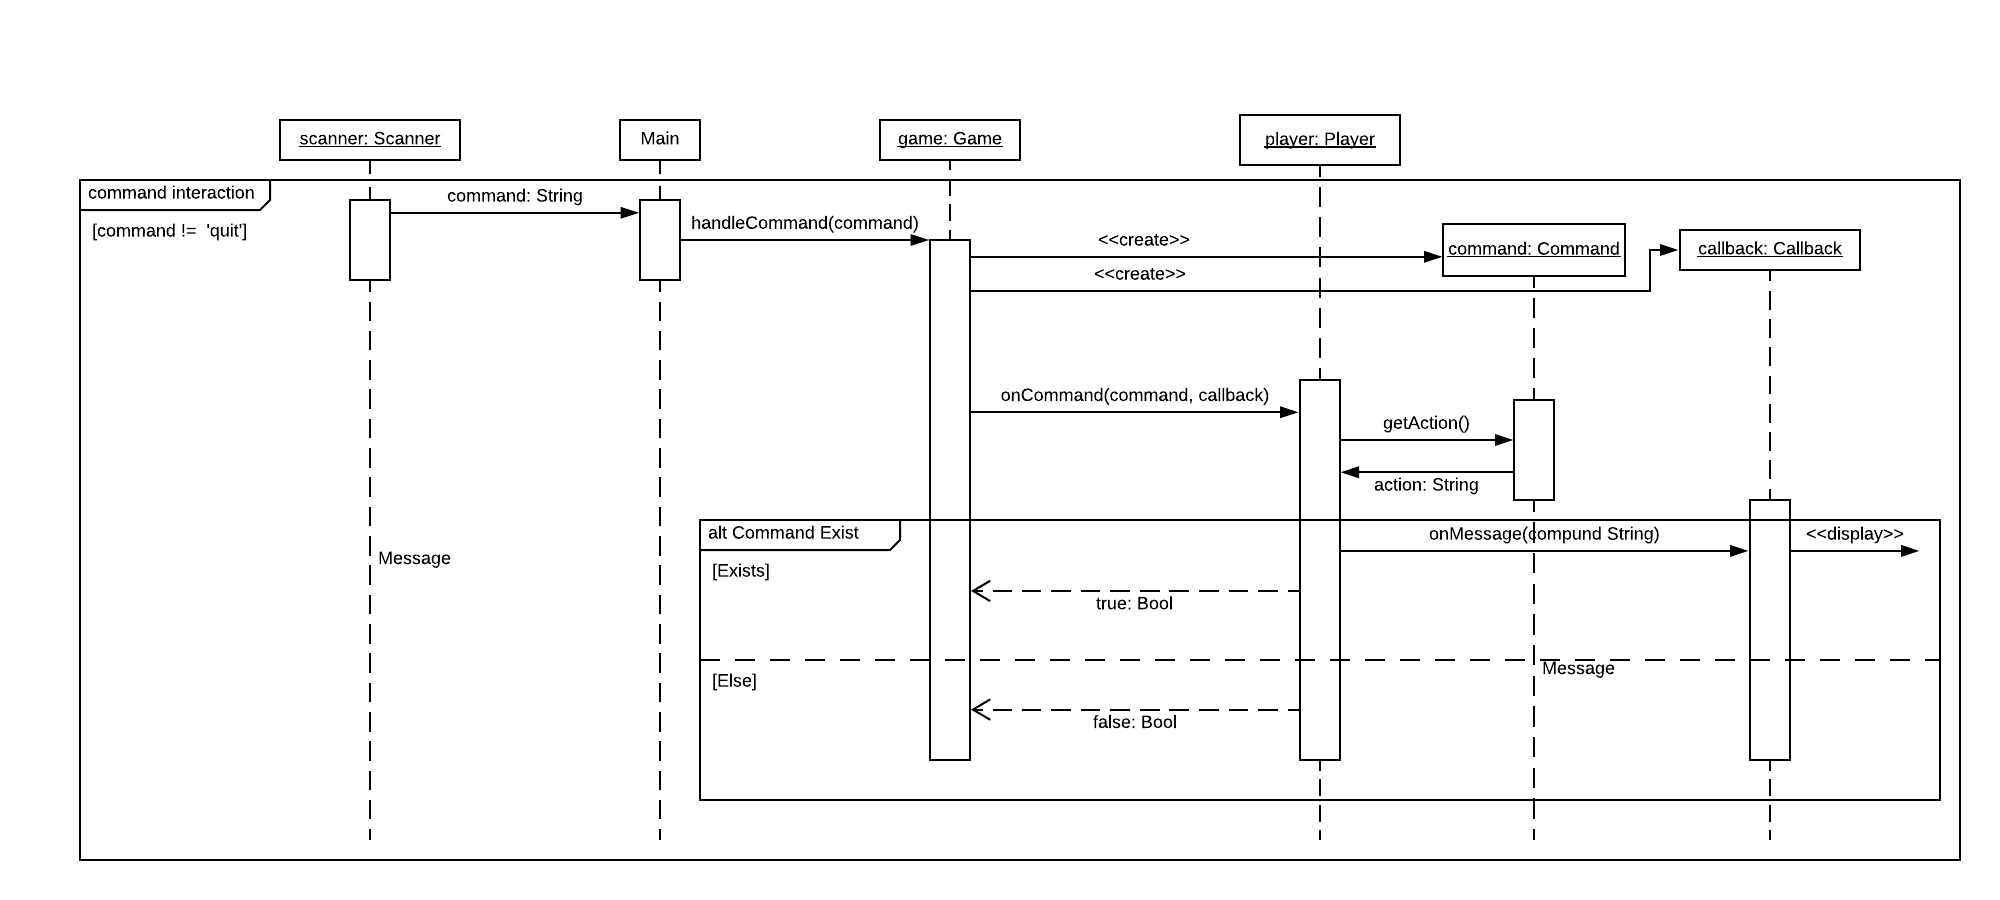 scanner: Scanner
Main
game: Game
player: Player
command interaction
command: String
[command !=  'quit']
handleCommand(command)
<<create>>
command: Command
callback: Callback
<<create>>
onCommand(command, callback)
getAction()
action: String
alt Command Exist
onMessage(compund String)
<<display>>
Message
[Exists]
true: Bool
Message
[Else]
false: Bool